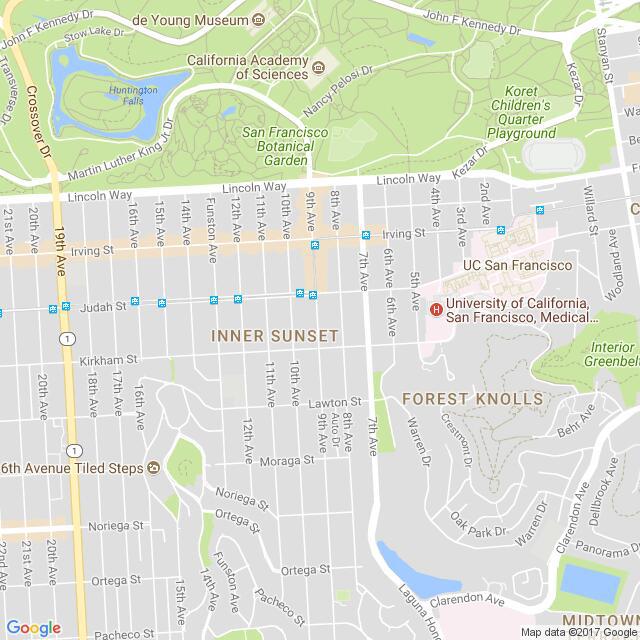 de Young Museum
John F Kennedy Dr
John F Kennedy Dr
Stow Lake Dr
Transverse Dr
Crossover Dr
California Academy
of Sciences
Nancy Pelosi Dr
Huntington
Falls
Stanyan St
Kezar Dr
Koret
Children's
Quarter
Playground
San Francisco
Botanical
Garden
Martin Luther King Jr Dr
Kezar Dr
Lincoln Way
Lincoln Way
Lincoln Way
21st Ave
20th Ave
19th Ave
16th Ave
15th Ave
14th Ave
Funston Ave
12th Ave
11th Ave
10th Ave
9th Ave
8th Ave
7th Ave
6th Ave
4th Ave
3rd Ave
2nd Ave
Willard St
Woodland
Irving St
Irving St
UC San Francisco
5th Ave
6th Ave
Judah St
H
University of California,
San Francisco, Medical...
INNER SUNSET
1
Kirkham St
Interior
Greenbelt
20th Ave
18th Ave
17th Ave
16th Ave
11th Ave
10th Ave
Lawton St
FOREST KNOLLS
12th Ave
9th Ave
Auto Dr
8th Ave
7th Ave
Warren Dr
Crestmont Dr
Behr Ave
1
6th Avenue Tiled Steps
Moraga St
Noriega St
Noriega St
Ortega St
Oak Park Dr
Warren Dr
Clarendon Ave
Dellbrook Ave
Panorama Dr
22nd Ave
21st Ave
20th Ave
Ortega St
15th Ave
14th Ave
Funston Ave
Ortega St
Pacheco St
Pacheco St
Laguna Hon
Clarendon Ave
MIDTOW
Google
Map data ©2017 Google